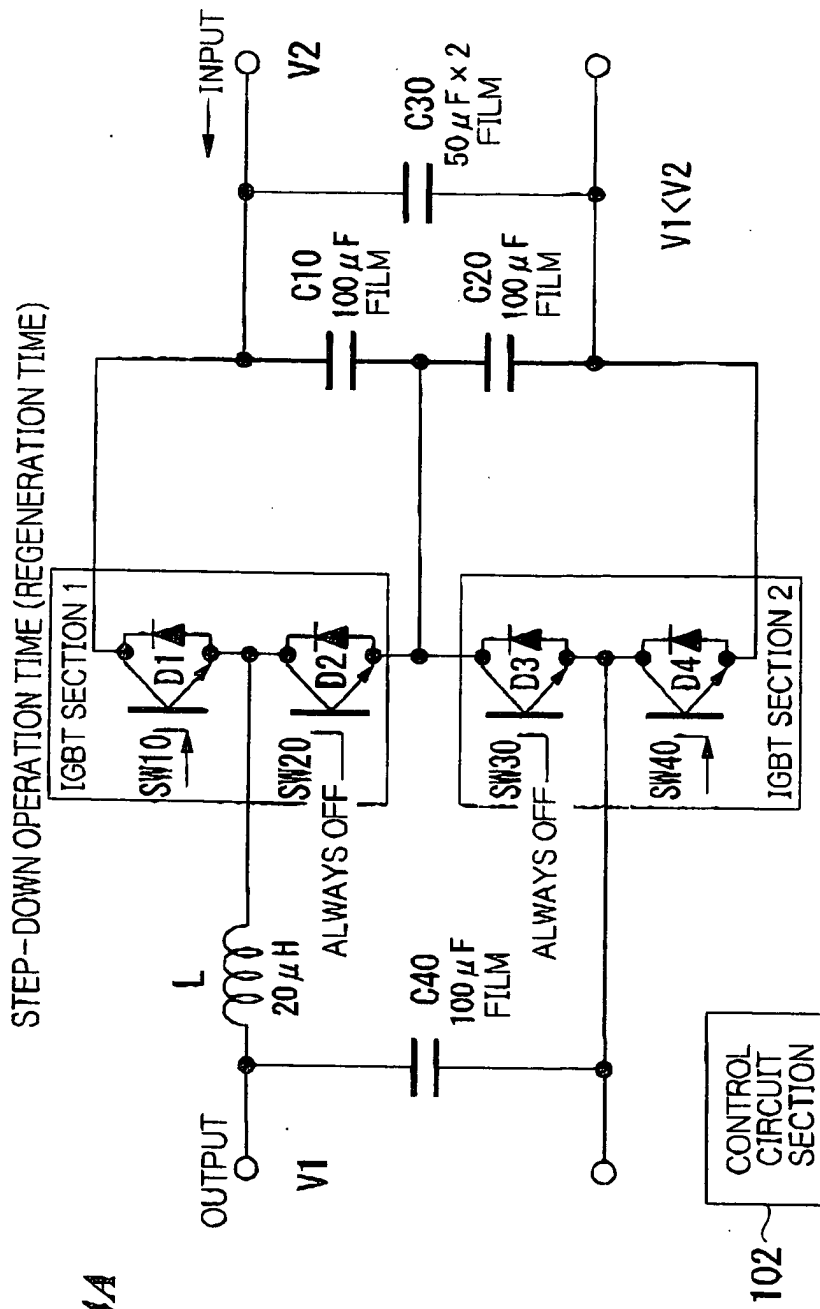 STEP-DOWN OPERATION TIME (REGENERATION TIME)
←INPUT
V2
C30
50μF×2
FILM
C10
100μF
FILM
C20
100μF
FILM
V1<V2
IGBT SECTION 1
D1
SW10
D2
SW20
ALWAYS OFF
D3
SW30
ALWAYS OFF
D4
SW40
IGBT SECTION 2
L
20μH
C40
100μF
FILM
OUTPUT
V1
CONTROL
CIRCUIT
SECTION
102